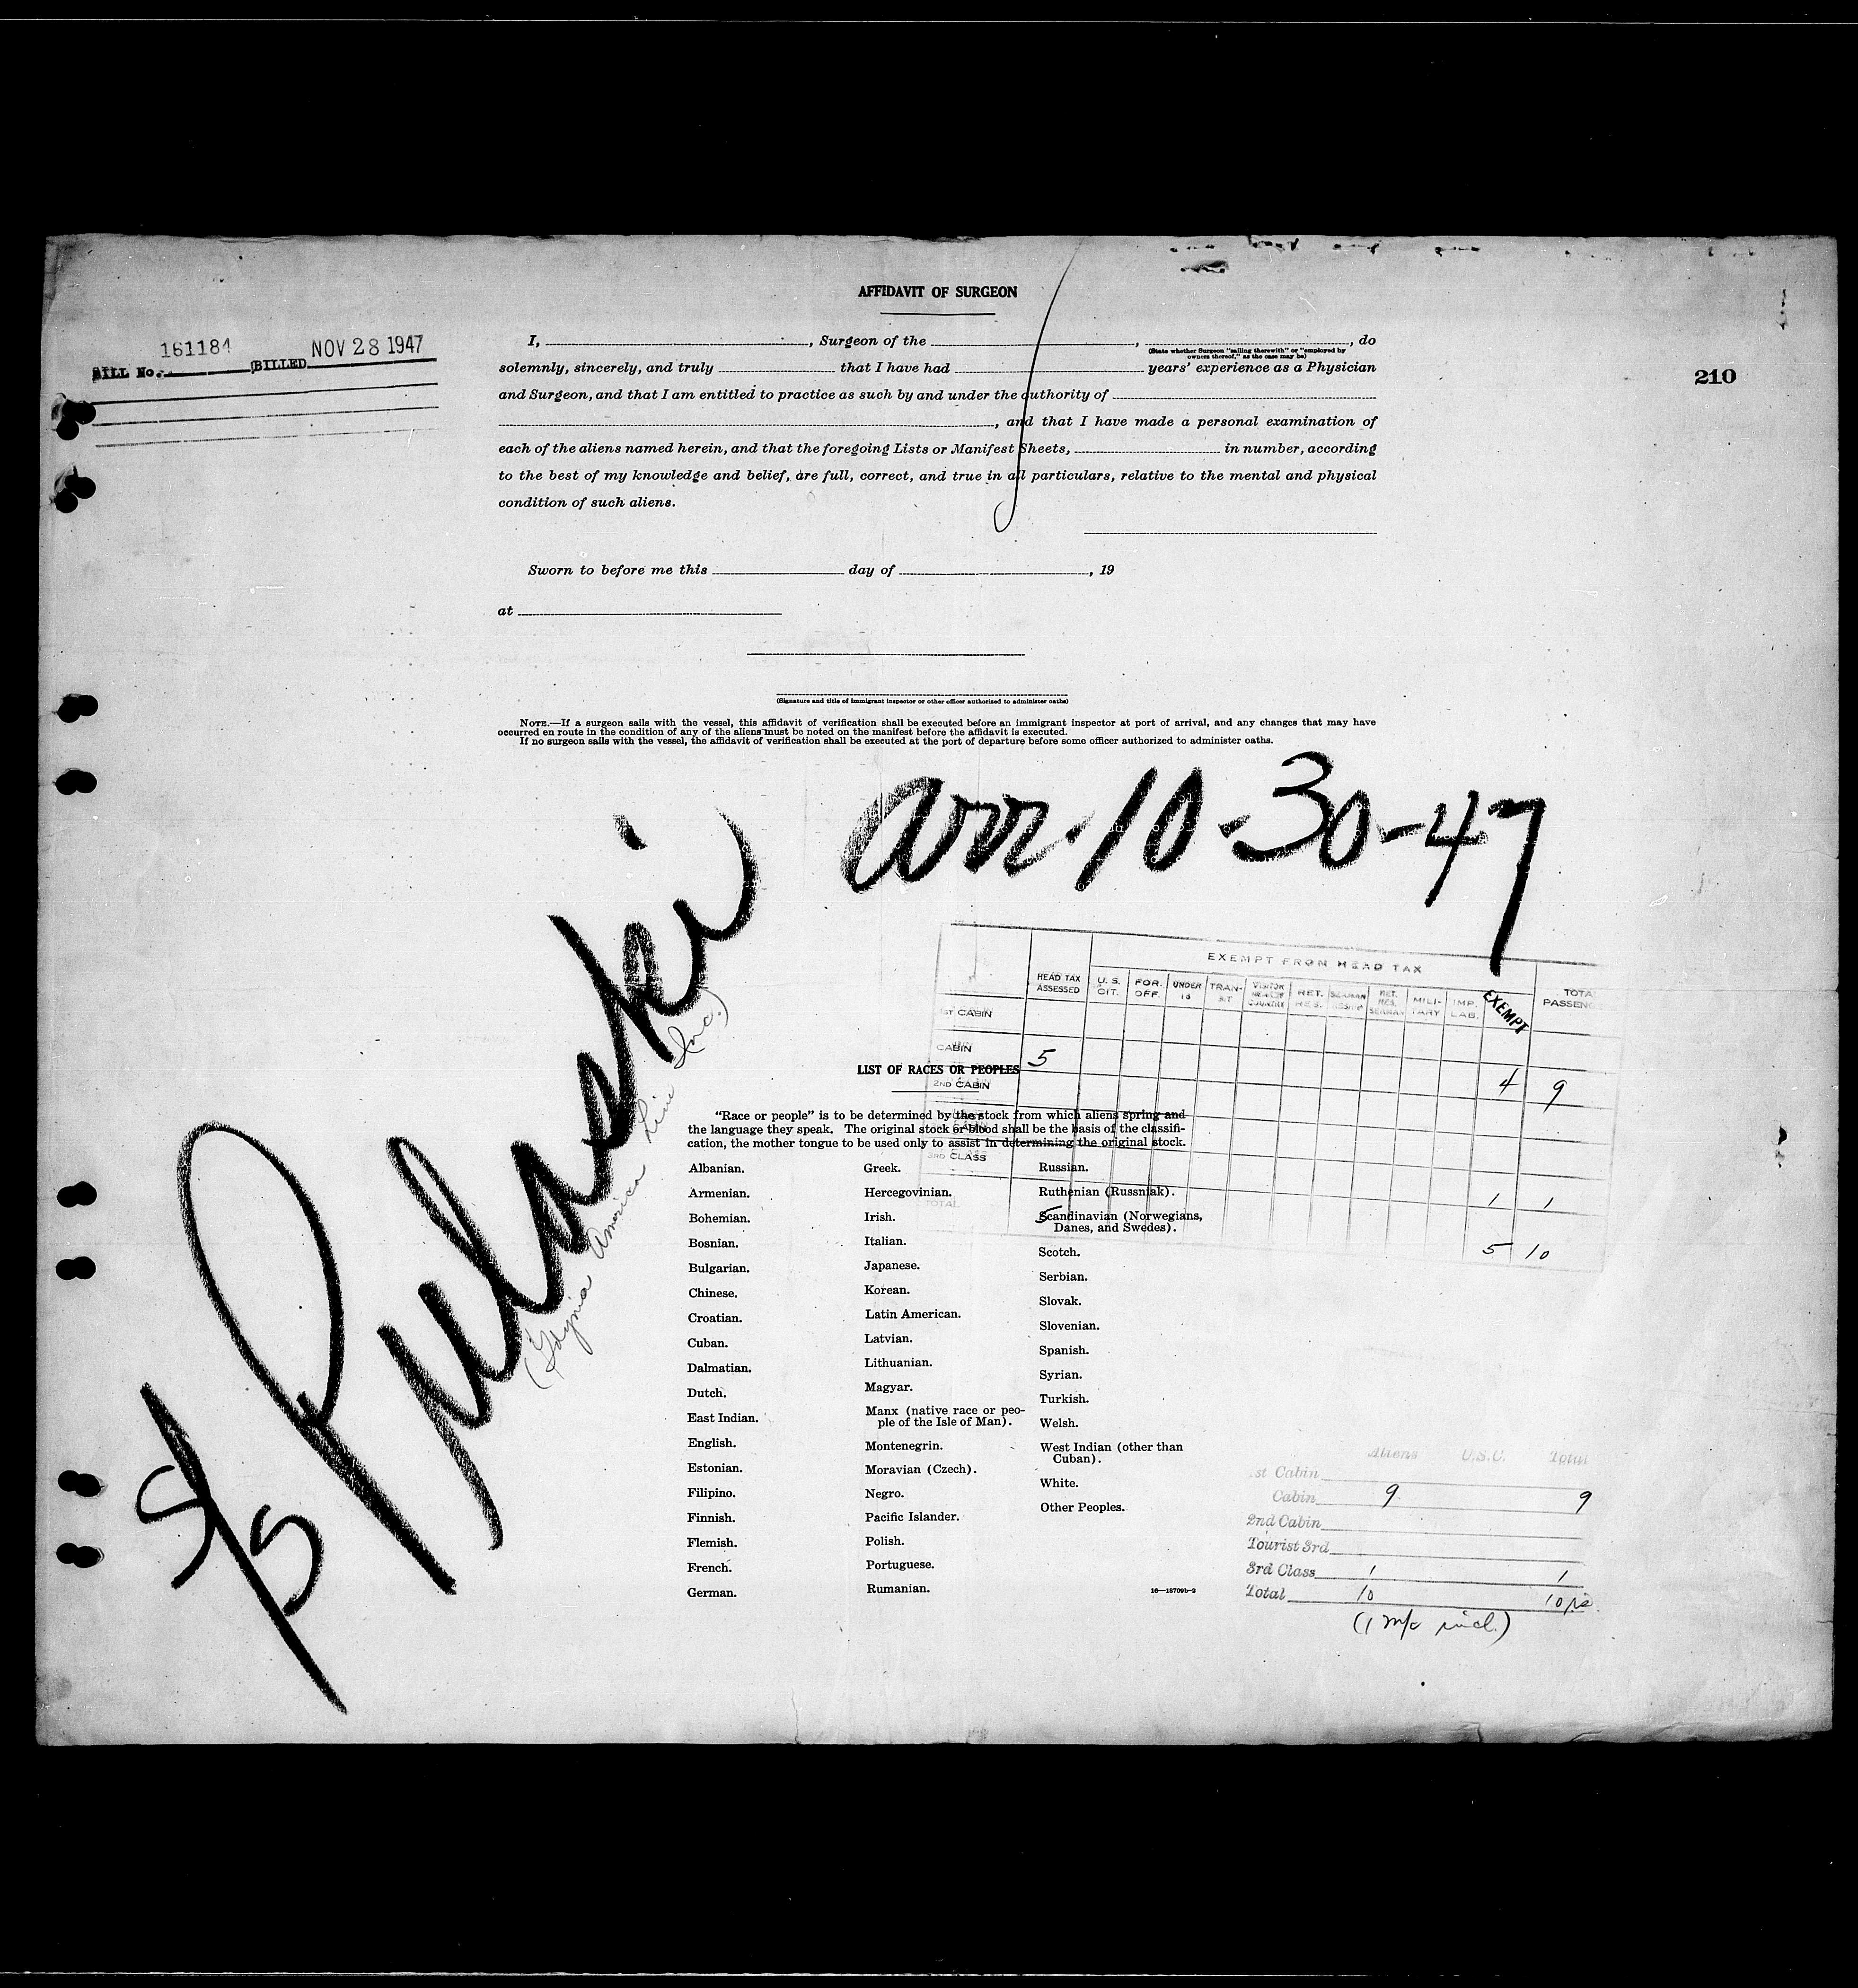 AFFIDAVIT OF SURGEON
161184 NOV 28 1947
BILL No. BILLED
210
I, , Surgeon of the , , do
(State whether Surgeon "sailing therewith" or "employed by
owners thereof," as the case may be)
solemnly, sincerely, and truly that I have had years' experience as a Physician
and Surgeon, and that I am entitled to practice as such by and under the authority of
, and that I have made a personal examination of
each of the aliens named herein, and that the foregoing Lists or Manifest Sheets, in number, according
to the best of my knowledge and belief, are full, correct, and true in all particulars, relative to the mental and physical
condition of such aliens.
Sworn to before me this day of , 19
at
(Signature and title of immigrant inspector or other officer authorized to administer oaths)
NOTE.—If a surgeon sails with the vessel, this affidavit of verification shall be executed before an immigrant inspector at port of arrival, and any changes that may have
occurred en route in the condition of any of the aliens must be noted on the manifest before the affidavit is executed.
If no surgeon sails with the vessel, the affidavit of verification shall be executed at the port of departure before some officer authorized to administer oaths.
arr. 10-30-47
S/S Pulaski
(Gdynia America Line Inc.)
EXEMPT FROM HEAD TAX
HEAD TAX ASSESSED U.S. CIT. FOR. OFF. UNDER 16 TRAN-SIT RET. RES. MILI-TARY IMP. LAB. EXEMPT TOTAL PASSENG
1ST CABIN
CABIN 5 4 9
2ND CABIN
3RD CLASS 1 1
TOTAL 5 5 10
LIST OF RACES OR PEOPLES
"Race or people" is to be determined by the stock from which aliens spring and
the language they speak. The original stock or blood shall be the basis of the classifi-
cation, the mother tongue to be used only to assist in determining the original stock.
Albanian.
Armenian.
Bohemian.
Bosnian.
Bulgarian.
Chinese.
Croatian.
Cuban.
Dalmatian.
Dutch.
East Indian.
English.
Estonian.
Filipino.
Finnish.
Flemish.
French.
German.
Greek.
Hercegovinian.
Irish.
Italian.
Japanese.
Korean.
Latin American.
Latvian.
Lithuanian.
Magyar.
Manx (native race or peo-
ple of the Isle of Man).
Montenegrin.
Moravian (Czech).
Negro.
Pacific Islander.
Polish.
Portuguese.
Rumanian.
Russian.
Ruthenian (Russniak).
Scandinavian (Norwegians,
Danes, and Swedes).
Scotch.
Serbian.
Slovak.
Slovenian.
Spanish.
Syrian.
Turkish.
Welsh.
West Indian (other than
Cuban).
White.
Other Peoples.
16—18709b-2
Aliens U.S.C. Total
1st Cabin
Cabin 9 9
2nd Cabin
Tourist 3rd
3rd Class 1 1
Total 10 10
(1 m/c incl.)